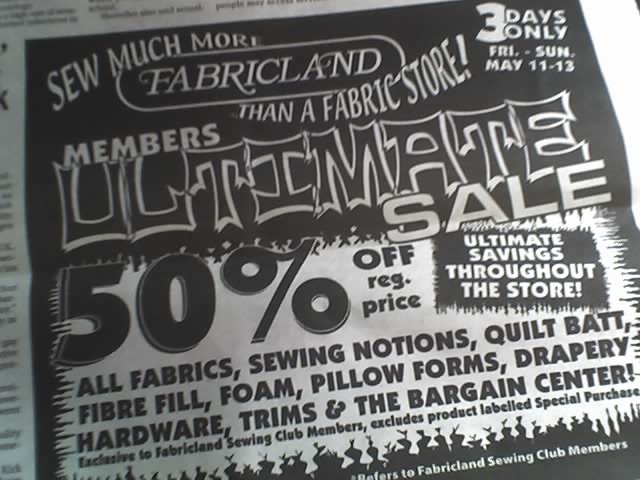 SEW MUCH MORE
FABRICLAND
THAN A FABRIC STORE!
3 DAYS
ONLY
FRI. - SUN.
MAY 11-13
MEMBERS
ULTIMATE
SALE
50% OFF
reg.
price
ULTIMATE
SAVINGS
THROUGHOUT
THE STORE!
ALL FABRICS, SEWING NOTIONS, QUILT BATT,
FIBRE FILL, FOAM, PILLOW FORMS, DRAPERY
HARDWARE, TRIMS & THE BARGAIN CENTER!
Exclusive to Fabricland Sewing Club Members, excludes product labelled Special Purchase
*Refers to Fabricland Sewing Club Members